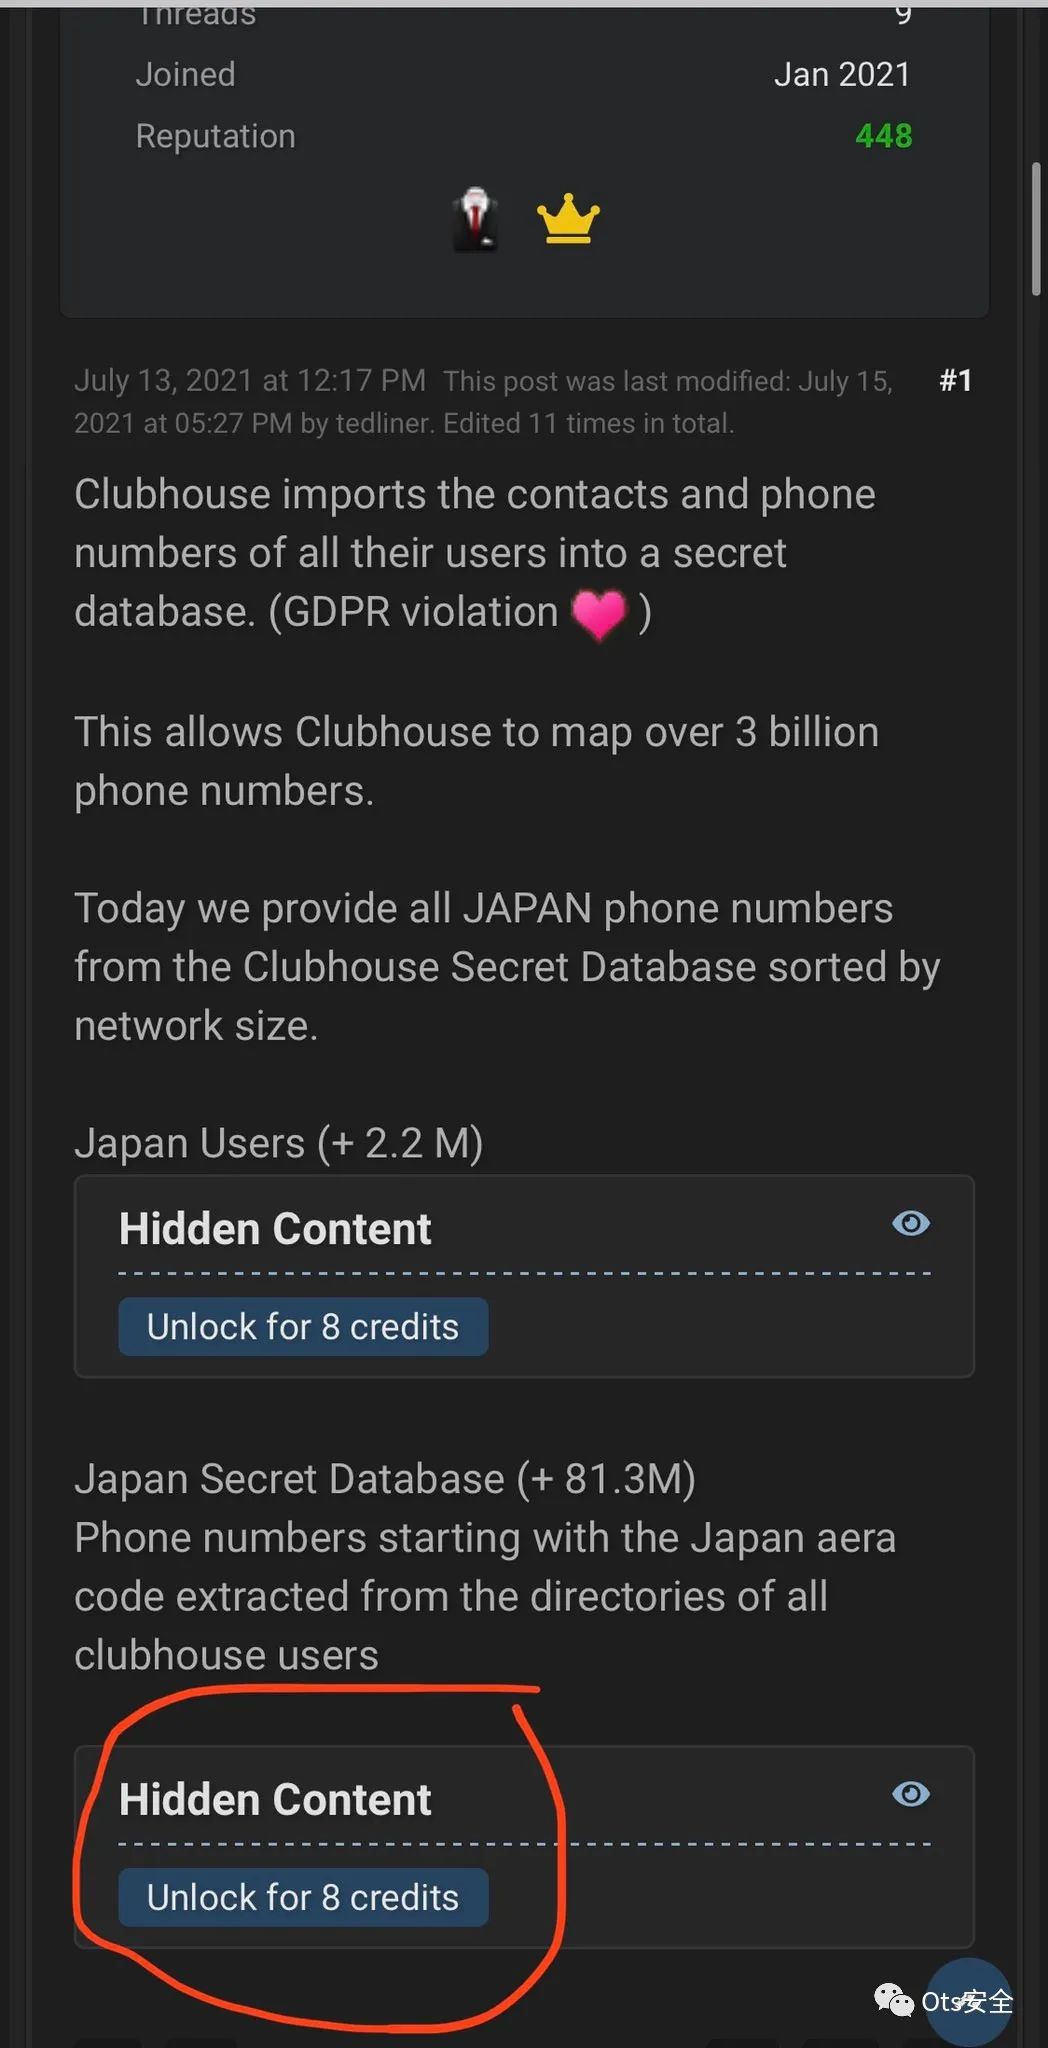 Threads 9
Joined Jan 2021
Reputation 448
July 13, 2021 at 12:17 PM This post was last modified: July 15, #1
2021 at 05:27 PM by tedliner. Edited 11 times in total.
Clubhouse imports the contacts and phone
numbers of all their users into a secret
database. (GDPR violation )
This allows Clubhouse to map over 3 billion
phone numbers.
Today we provide all JAPAN phone numbers
from the Clubhouse Secret Database sorted by
network size.
Japan Users (+ 2.2 M)
Hidden Content
Unlock for 8 credits
Japan Secret Database (+ 81.3M)
Phone numbers starting with the Japan aera
code extracted from the directories of all
clubhouse users
Hidden Content
Unlock for 8 credits
Ots安全